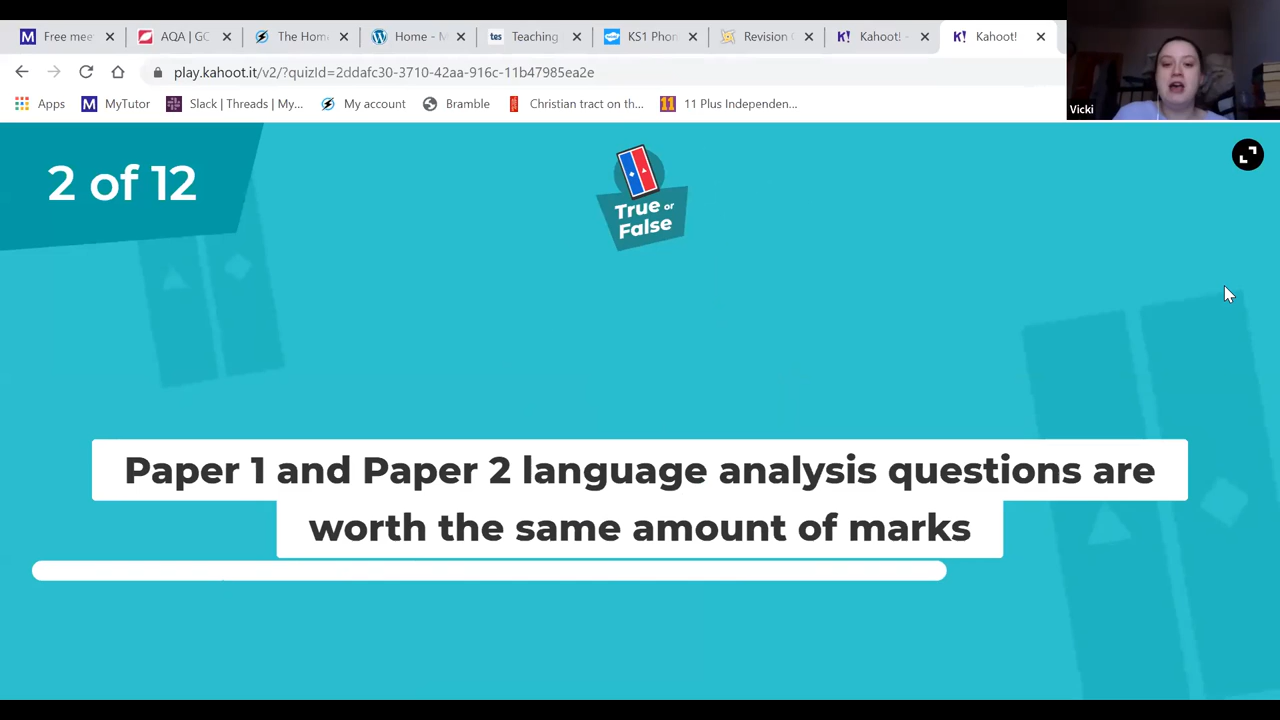 Free mee
AQA | GC
The Hom
Home - M
Teaching
KS1 Phon
Revision
Kahoot! -
Kahoot!
play.kahoot.it/v2/?quizId=2ddafc30-3710-42aa-916c-11b47985ea2e
Vicki
Apps
MyTutor
Slack | Threads | My...
My account
Bramble
Christian tract on th...
11 Plus Independen...
2 of 12
True or
False
Paper 1 and Paper 2 language analysis questions are
worth the same amount of marks